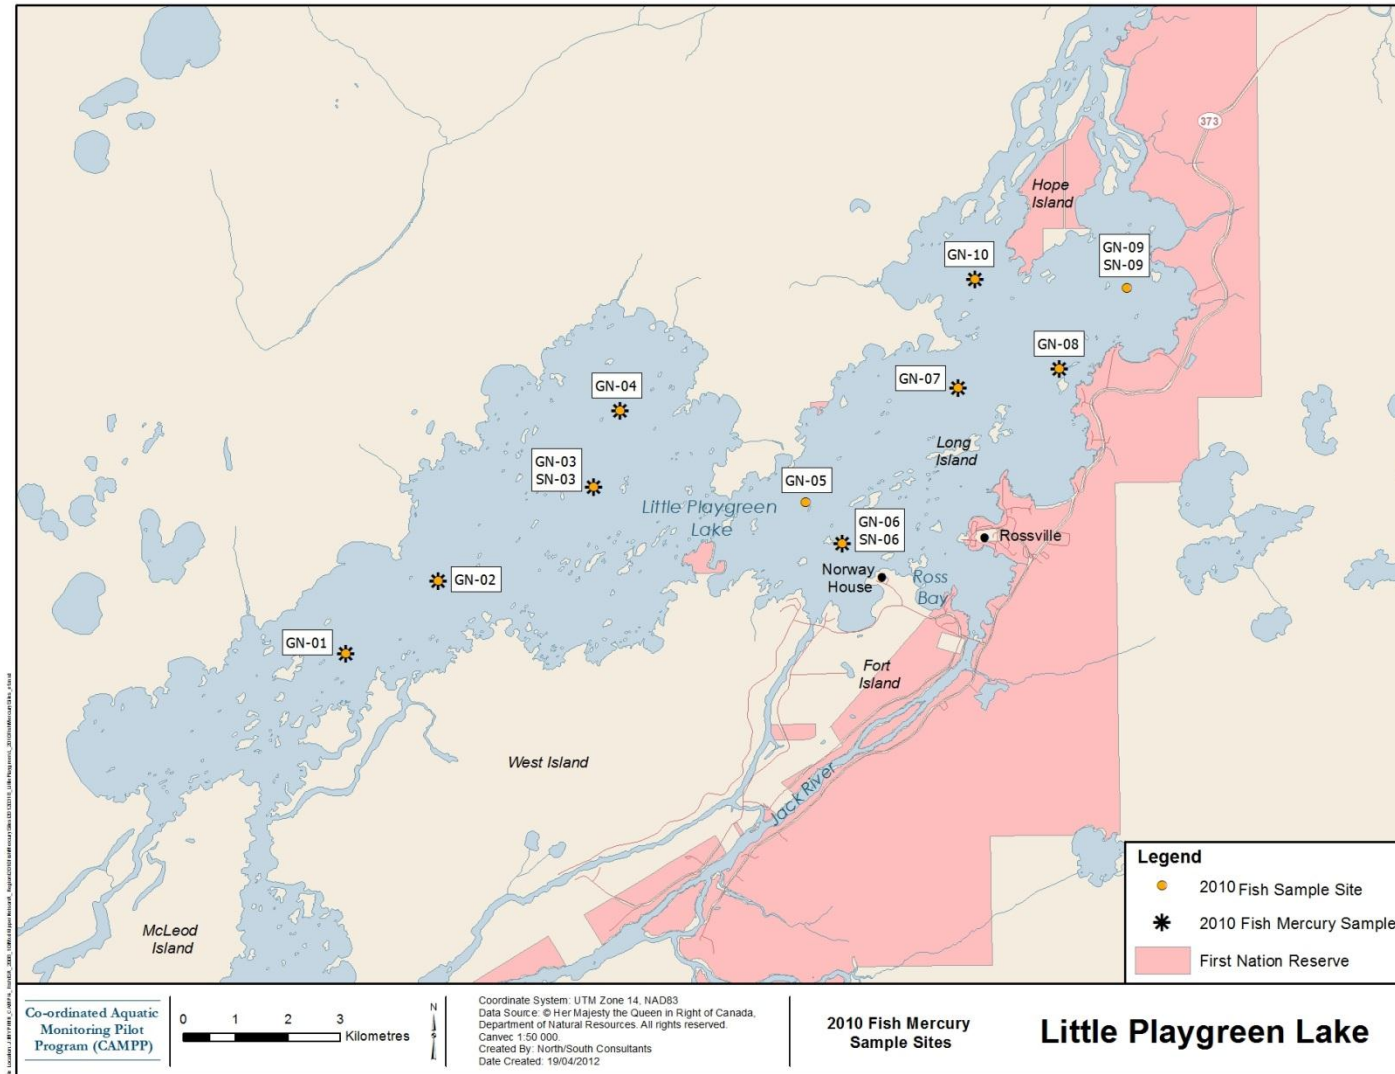 373
Hope
Island
GN-09
SN-09
GN-10
GN-08
GN-07
GN-04
Long
Island
GN-03
SN-03
GN-05
Little Playgreen
Lake
GN-06
SN-06
Rossville
Norway
House
Ross
Bay
GN-02
GN-01
Fort
Island
West Island
Jack River
McLeod
Island
Legend
2010 Fish Sample Site
2010 Fish Mercury Sample
First Nation Reserve
Co-ordinated Aquatic
Monitoring Pilot
Program (CAMPP)
0 1 2 3
Kilometres
N
Coordinate System: UTM Zone 14, NAD83
Data Source: © Her Majesty the Queen in Right of Canada,
Department of Natural Resources. All rights reserved.
Canvec 1:50 000.
Created By: North/South Consultants
Date Created: 19/04/2012
2010 Fish Mercury
Sample Sites
Little Playgreen Lake